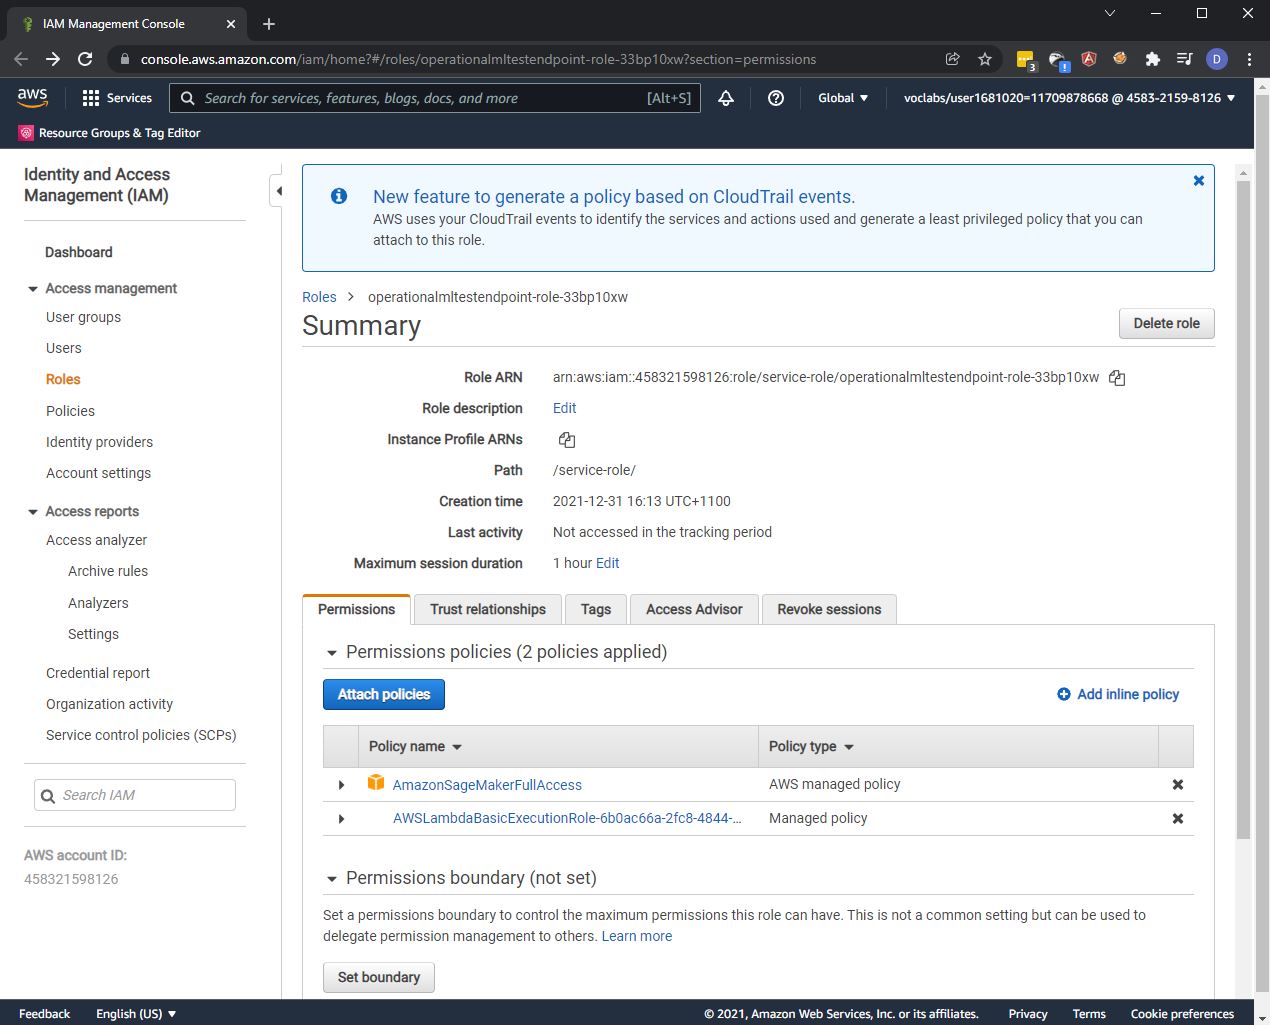 IAM Management Console
console.aws.amazon.com/iam/home?#/roles/operationalmltestendpoint-role-33bp10xw?section=permissions
3
D
aws
Services
Search for services, features, blogs, docs, and more
[Alt+S]
Global
voclabs/user1681020=11709878668 @ 4583-2159-8126
Resource Groups & Tag Editor
Identity and Access
Management (IAM)
Dashboard
Access management
User groups
Users
Roles
Policies
Identity providers
Account settings
Access reports
Access analyzer
Archive rules
Analyzers
Settings
Credential report
Organization activity
Service control policies (SCPs)
Search IAM
AWS account ID:
458321598126
New feature to generate a policy based on CloudTrail events.
AWS uses your CloudTrail events to identify the services and actions used and generate a least privileged policy that you can
attach to this role.
Roles > operationalmltestendpoint-role-33bp10xw
Summary
Delete role
Role ARN arn:aws:iam::458321598126:role/service-role/operationalmltestendpoint-role-33bp10xw
Role description Edit
Instance Profile ARNs
Path /service-role/
Creation time 2021-12-31 16:13 UTC+1100
Last activity Not accessed in the tracking period
Maximum session duration 1 hour Edit
Permissions Trust relationships Tags Access Advisor Revoke sessions
Permissions policies (2 policies applied)
Attach policies
Add inline policy
Policy name Policy type
AmazonSageMakerFullAccess AWS managed policy
AWSLambdaBasicExecutionRole-6b0ac66a-2fc8-4844-... Managed policy
Permissions boundary (not set)
Set a permissions boundary to control the maximum permissions this role can have. This is not a common setting but can be used to
delegate permission management to others. Learn more
Set boundary
Feedback English (US) © 2021, Amazon Web Services, Inc. or its affiliates. Privacy Terms Cookie preferences